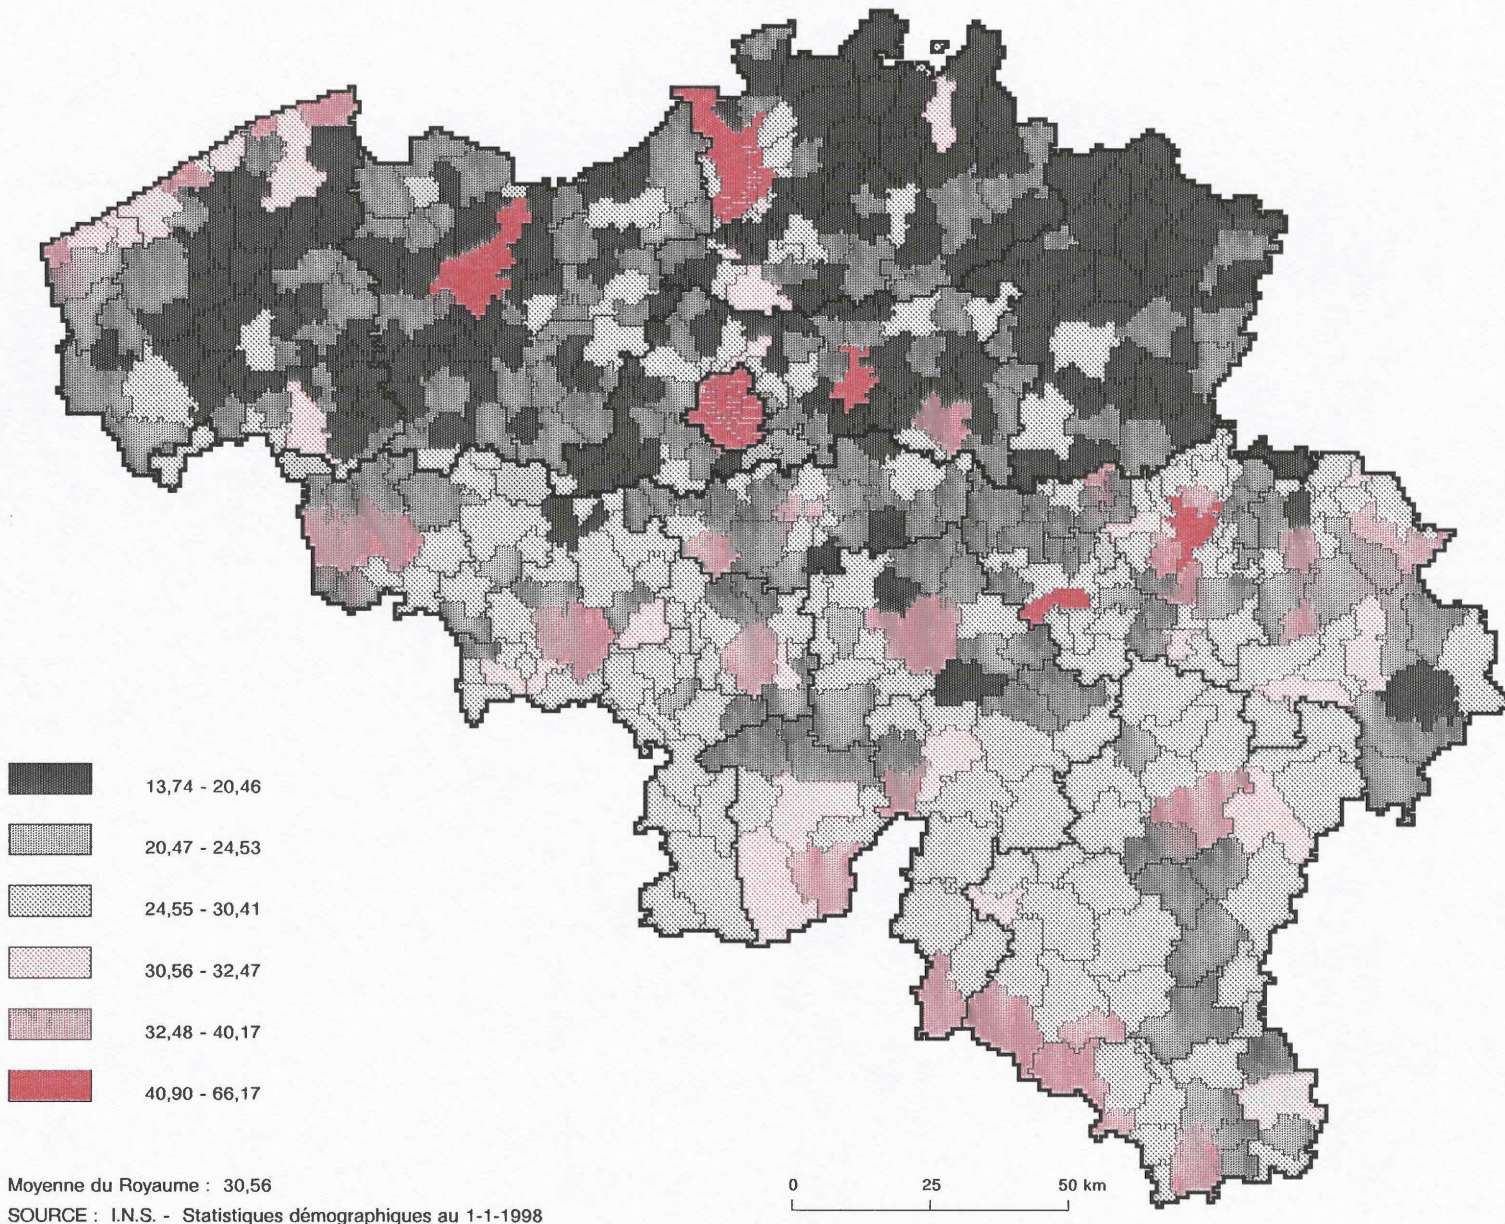 13,74 - 20,46
20,47 - 24,53
24,55 - 30,41
30,56 - 32,47
32,48 - 40,17
40,90 - 66,17
Moyenne du Royaume : 30,56
SOURCE : I.N.S. - Statistiques démographiques au 1-1-1998
0 25 50 km